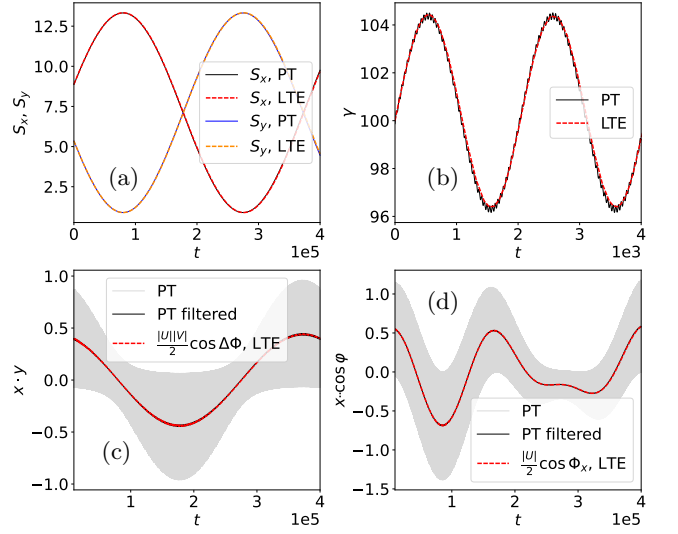 12.5
10.0
7.5
5.0
2.5
S_x, S_y
S_x, PT
S_x, LTE
S_y, PT
S_y, LTE
(a)
0 1 2 3 4
t
1e5
104
102
100
98
96
γ
PT
LTE
(b)
0 1 2 3 4
t
1e3
1.0
0.5
0.0
−0.5
−1.0
x · y
PT
PT filtered
|U||V|/2 cos ΔΦ, LTE
(c)
1 2 3 4
t
1e5
1.0
0.5
0.0
−0.5
−1.0
−1.5
x·cos φ
(d)
PT
PT filtered
|U|/2 cos Φ_x, LTE
1 2 3 4
t
1e5